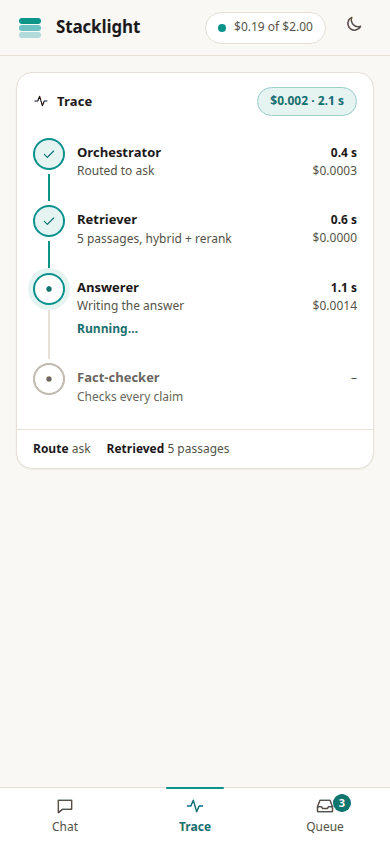 Stacklight
$0.19 of $2.00
Trace
$0.002 · 2.1 s
Orchestrator
0.4 s
Routed to ask
$0.0003
Retriever
0.6 s
5 passages, hybrid + rerank
$0.0000
Answerer
1.1 s
Writing the answer
$0.0014
Running...
Fact-checker
–
Checks every claim
Route ask
Retrieved 5 passages
Chat
Trace
3
Queue